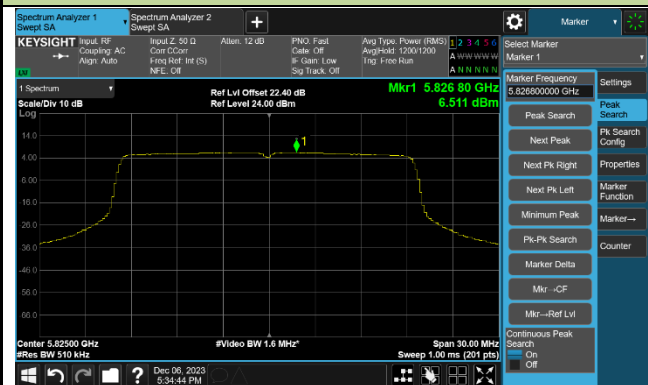 Spectrum Analyzer 1
Swept SA
Spectrum Analyzer 2
Swept SA
+
Marker
KEYSIGHT
Input: RF
Coupling: AC
Align: Auto
Input Z: 50 Ω
Corr CCorr
Freq Ref: Int (S)
NFE: Off
Atten: 12 dB
PNO: Fast
Gate: Off
IF Gain: Low
Sig Track: Off
Avg Type: Power (RMS)
Avg|Hold: 1200/1200
Trig: Free Run
1 2 3 4 5 6
A W W W W W
A N N N N N
Select Marker
Marker 1
1 Spectrum
Scale/Div 10 dB
Log
Ref Lvl Offset 22.40 dB
Ref Level 24.00 dBm
Mkr1 5.826 80 GHz
6.511 dBm
14.0
4.00
-6.00
-16.0
-26.0
-36.0
-46.0
-56.0
-66.0
1
Center 5.82500 GHz
#Res BW 510 kHz
#Video BW 1.6 MHz*
Span 30.00 MHz
Sweep 1.00 ms (201 pts)
Marker Frequency
5.826800000 GHz
Peak Search
Next Peak
Next Pk Right
Next Pk Left
Minimum Peak
Pk-Pk Search
Marker Delta
Mkr→CF
Mkr→Ref Lvl
Continuous Peak
Search
On
Off
Settings
Peak
Search
Pk Search
Config
Properties
Marker
Function
Marker→
Counter
?
Dec 06, 2023
5:34:44 PM